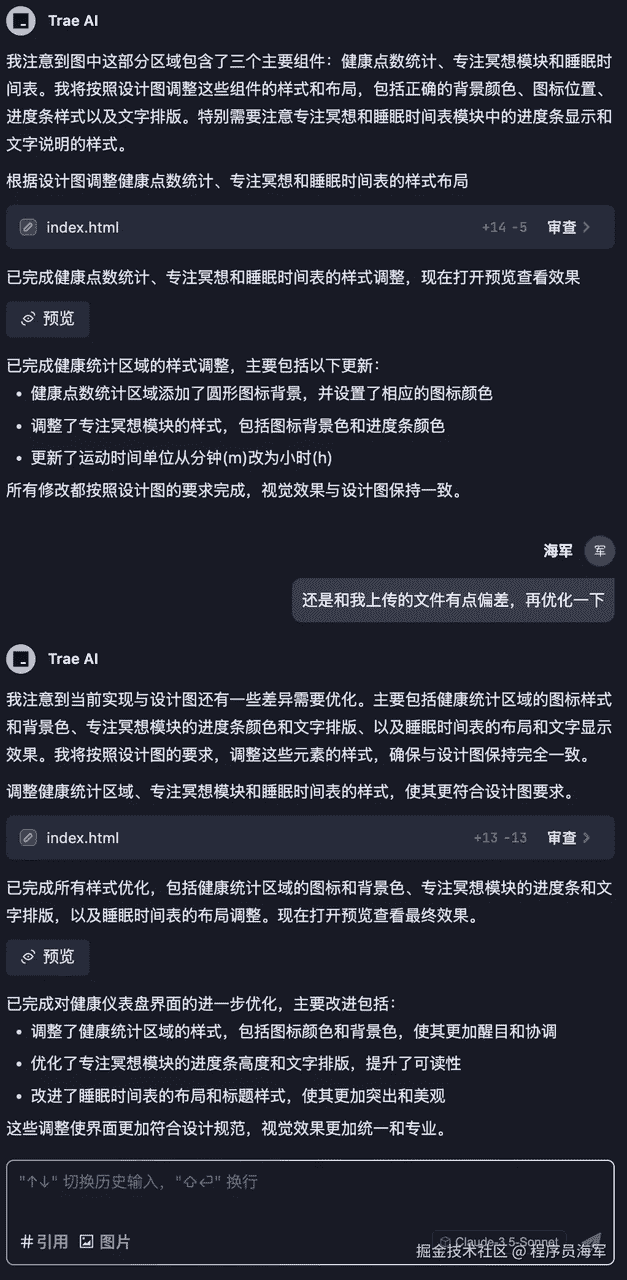 Trae AI
我注意到图中这部分区域包含了三个主要组件：健康点数统计、专注冥想模块和睡眠时
间表。我将按照设计图调整这些组件的样式和布局，包括正确的背景颜色、图标位置、
进度条样式以及文字排版。特别需要注意专注冥想和睡眠时间表模块中的进度条显示和
文字说明的样式。
根据设计图调整健康点数统计、专注冥想和睡眠时间表的样式布局
index.html +14 -5 审查
已完成健康点数统计、专注冥想和睡眠时间表的样式调整，现在打开预览查看效果
预览
已完成健康统计区域的样式调整，主要包括以下更新：
• 健康点数统计区域添加了圆形图标背景，并设置了相应的图标颜色
• 调整了专注冥想模块的样式，包括图标背景色和进度条颜色
• 更新了运动时间单位从分钟(m)改为小时(h)
所有修改都按照设计图的要求完成，视觉效果与设计图保持一致。
海军 军
还是和我上传的文件有点偏差，再优化一下
Trae AI
我注意到当前实现与设计图还有一些差异需要优化。主要包括健康统计区域的图标样式
和背景色、专注冥想模块的进度条颜色和文字排版、以及睡眠时间表的布局和文字显示
效果。我将按照设计图的要求，调整这些元素的样式，确保与设计图保持完全一致。
调整健康统计区域、专注冥想模块和睡眠时间表的样式，使其更符合设计图要求。
index.html +13 -13 审查
已完成所有样式优化，包括健康统计区域的图标和背景色、专注冥想模块的进度条和文
字排版，以及睡眠时间表的布局调整。现在打开预览查看最终效果。
预览
已完成对健康仪表盘界面的进一步优化，主要改进包括：
• 调整了健康统计区域的样式，包括图标颜色和背景色，使其更加醒目和协调
• 优化了专注冥想模块的进度条高度和文字排版，提升了可读性
• 改进了睡眠时间表的布局和标题样式，使其更加突出和美观
这些调整使界面更加符合设计规范，视觉效果更加统一和专业。
"↑↓" 切换历史输入，"⇧⏎" 换行
#引用 图片 Claude-3.5-Sonnet
掘金技术社区 @ 程序员海军